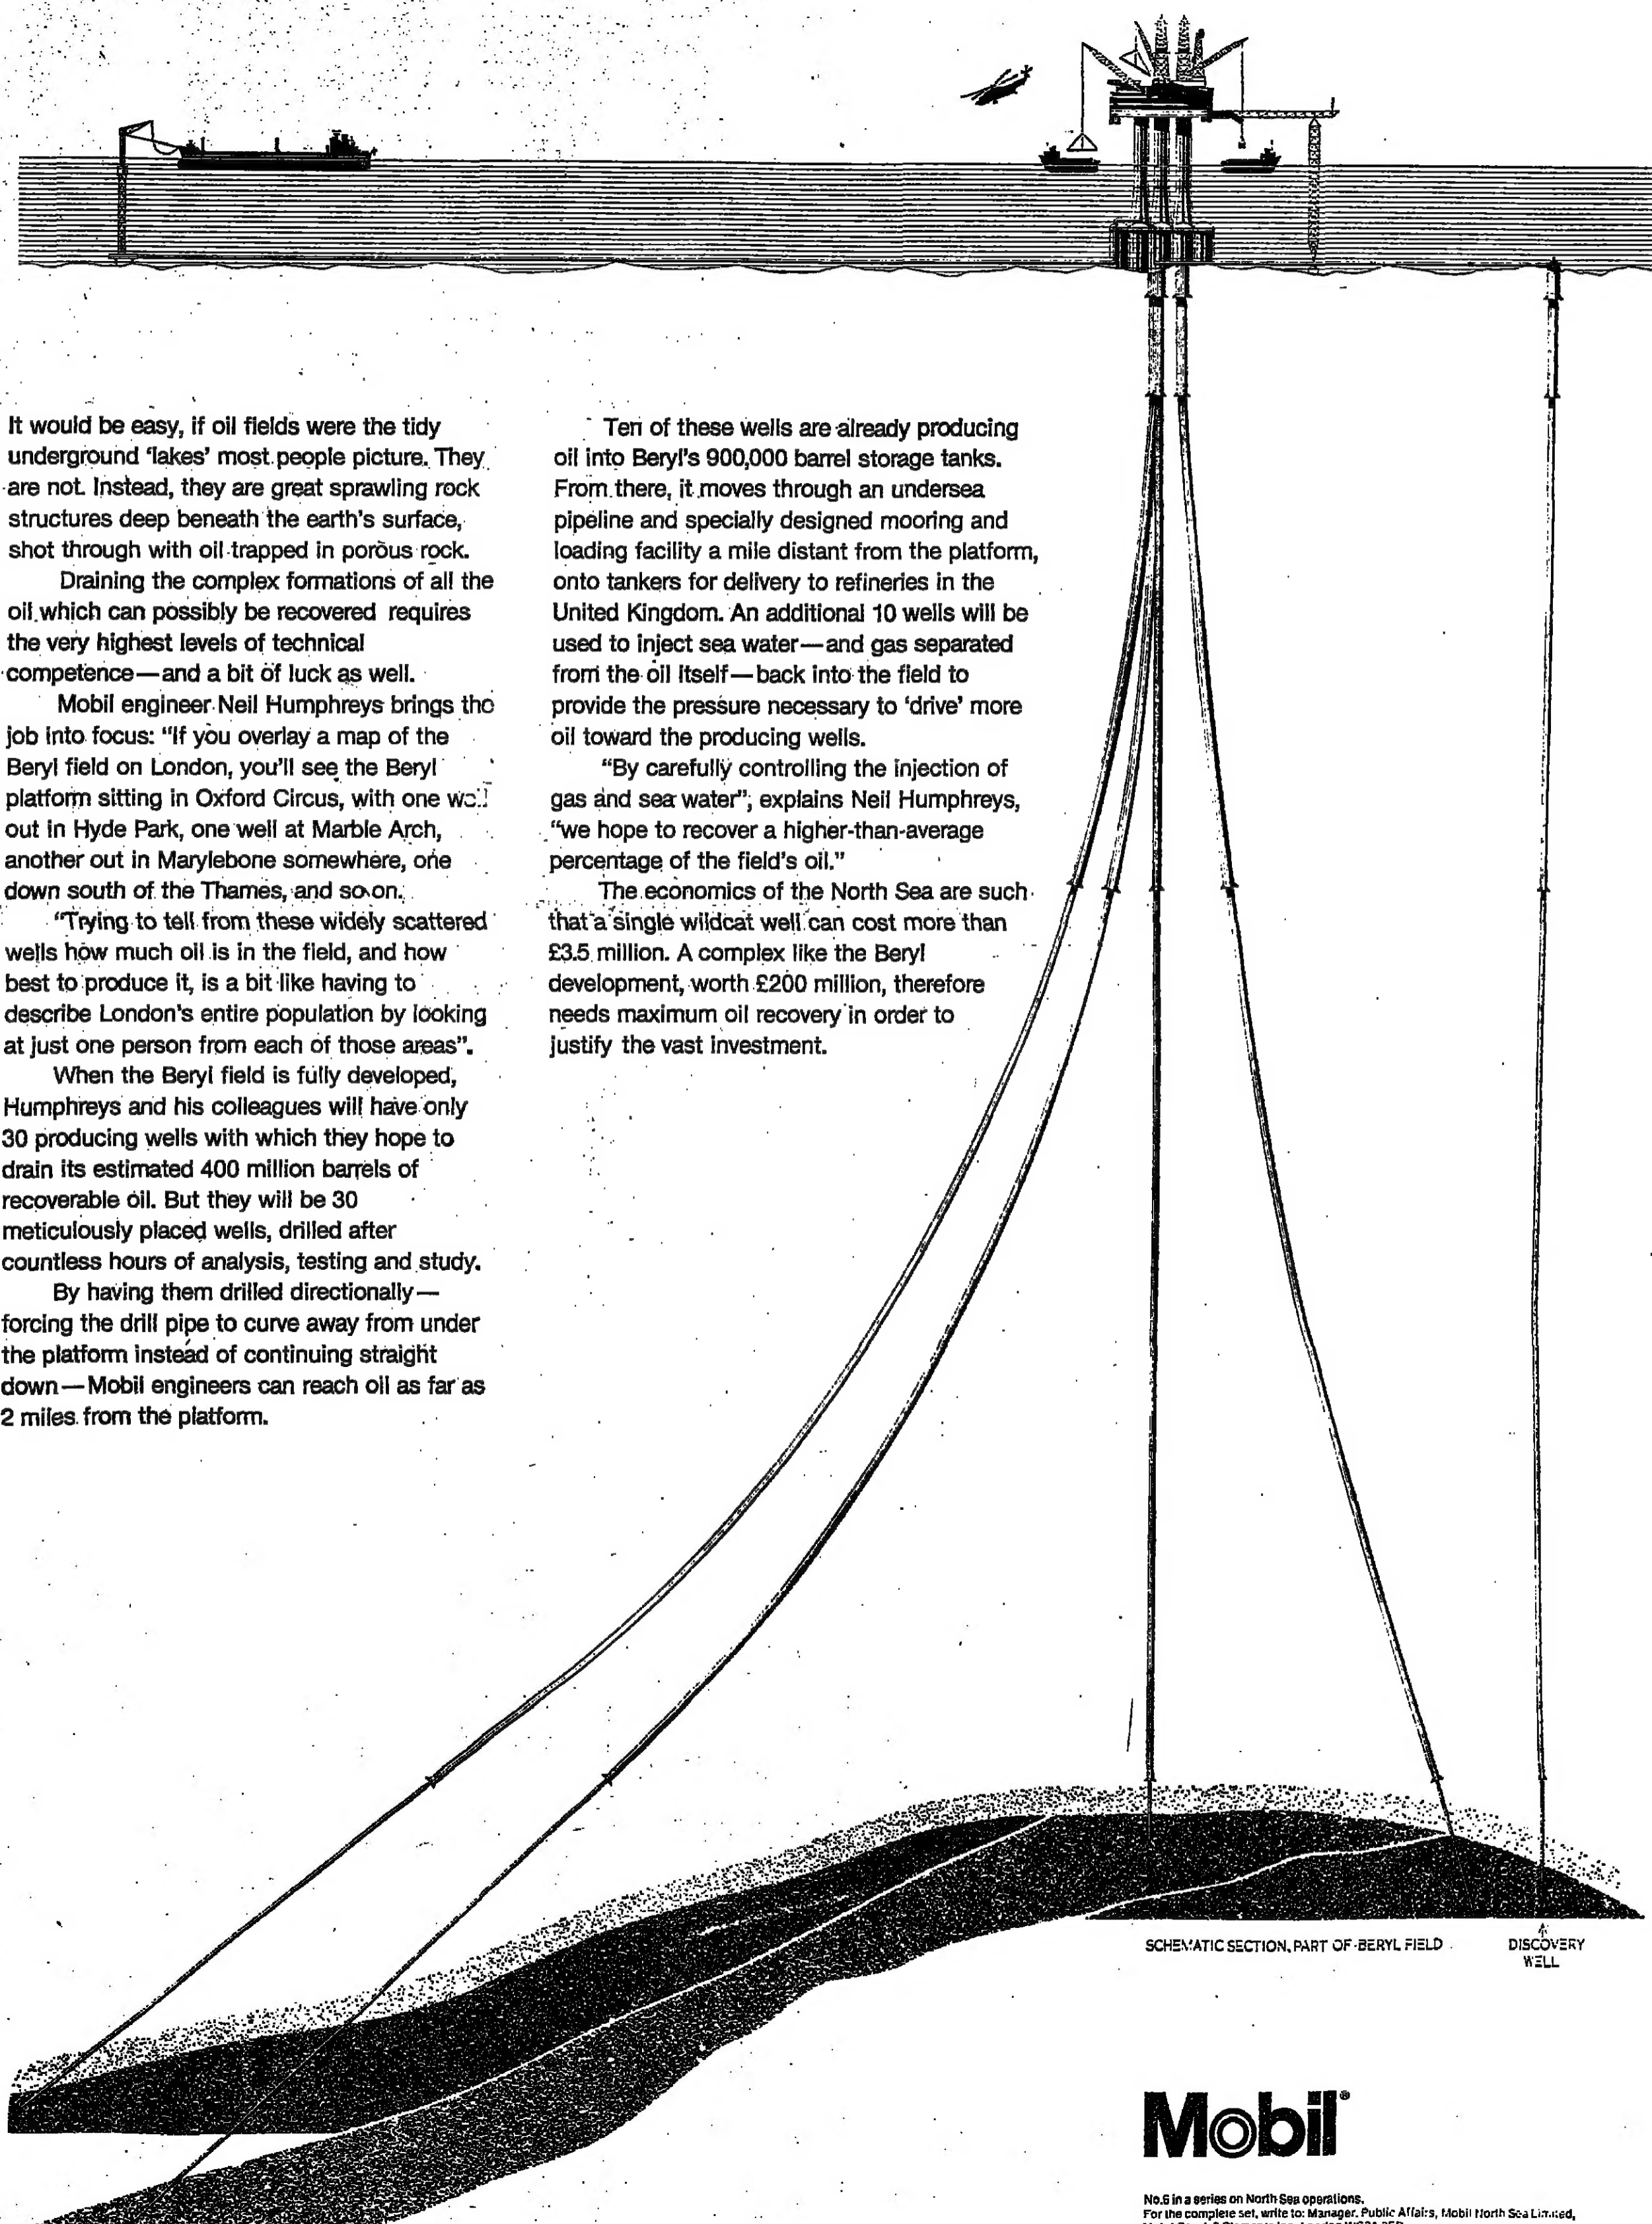 It would be easy, if oil fields were the tidy
underground ‘lakes’ most people picture. They
are not. Instead, they are great sprawling rock
structures deep beneath the earth's surface,
shot through with oil trapped in porous rock.
Draining the complex formations of all the
oil which can possibly be recovered requires
the very highest levels of technical
competence—and a bit of luck as well.
Mobil engineer Neil Humphreys brings the
job into focus: “If you overlay a map of the
Beryl field on London, you'll see the Beryl
platform sitting in Oxford Circus, with one well
out in Hyde Park, one well at Marble Arch,
another out in Marylebone somewhere, one
down south of the Thames, and so on.
“Trying to tell from these widely scattered
wells how much oil is in the field, and how
best to produce it, is a bit like having to
describe London's entire population by looking
at just one person from each of those areas”.
When the Beryl field is fully developed,
Humphreys and his colleagues will have only
30 producing wells with which they hope to
drain its estimated 400 million barrels of
recoverable oil. But they will be 30
meticulously placed wells, drilled after
countless hours of analysis, testing and study.
By having them drilled directionally—
forcing the drill pipe to curve away from under
the platform instead of continuing straight
down—Mobil engineers can reach oil as far as
2 miles from the platform.
Ten of these wells are already producing
oil into Beryl's 900,000 barrel storage tanks.
From there, it moves through an undersea
pipeline and specially designed mooring and
loading facility a mile distant from the platform,
onto tankers for delivery to refineries in the
United Kingdom. An additional 10 wells will be
used to inject sea water—and gas separated
from the oil itself—back into the field to
provide the pressure necessary to ‘drive’ more
oil toward the producing wells.
“By carefully controlling the injection of
gas and sea water”, explains Neil Humphreys,
“we hope to recover a higher-than-average
percentage of the field's oil.”
The economics of the North Sea are such
that a single wildcat well can cost more than
£3.5 million. A complex like the Beryl
development, worth £200 million, therefore
needs maximum oil recovery in order to
justify the vast investment.
SCHEMATIC SECTION, PART OF BERYL FIELD
DISCOVERY
WELL
Mobil®
No.6 in a series on North Sea operations.
For the complete set, write to: Manager, Public Affairs, Mobil North Sea Limited,